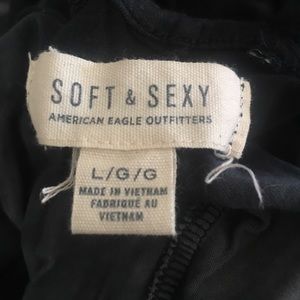 SOFT & SEXY
AMERICAN EAGLE OUTFITTERS
L/G/G
MADE IN VIETNAM
FABRIQUÉ AU
VIETNAM